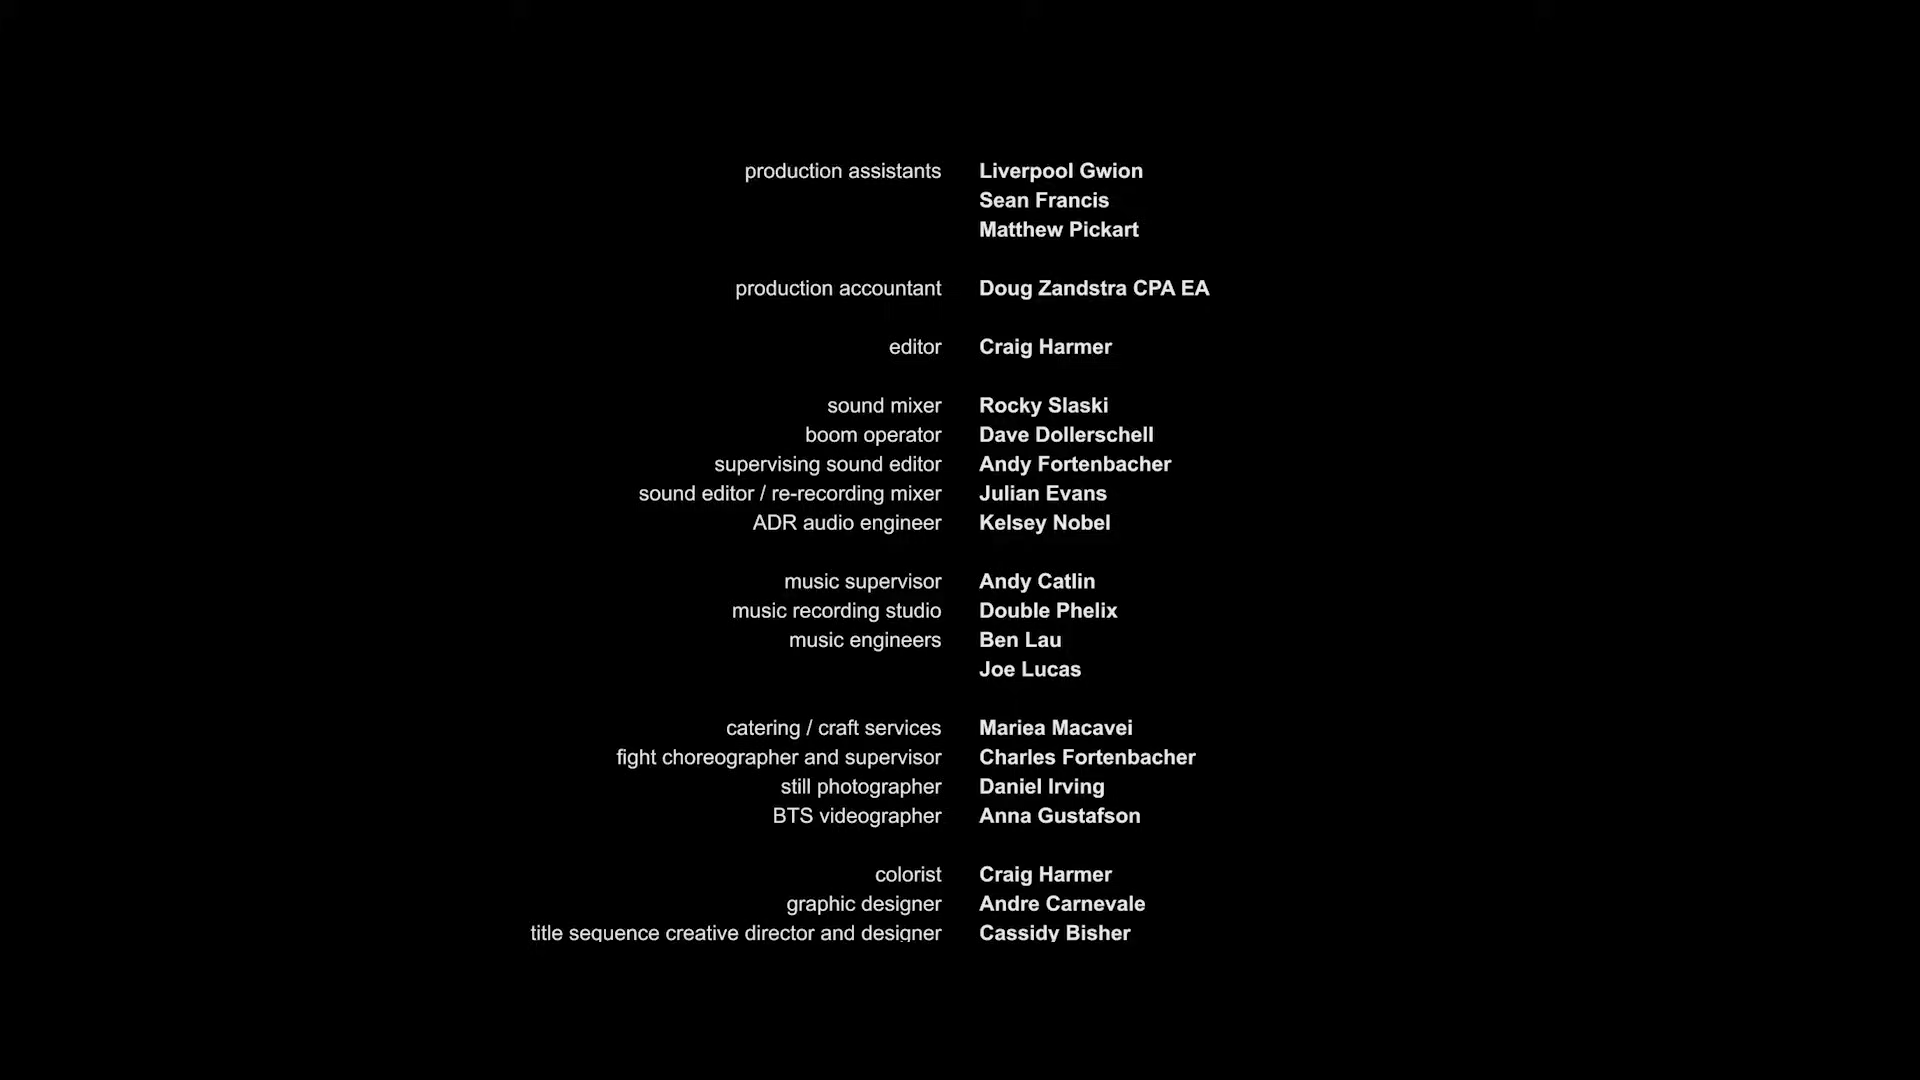 production assistants Liverpool Gwion
Sean Francis
Matthew Pickart
production accountant Doug Zandstra CPA EA
editor Craig Harmer
sound mixer Rocky Slaski
boom operator Dave Dollerschell
supervising sound editor Andy Fortenbacher
sound editor / re-recording mixer Julian Evans
ADR audio engineer Kelsey Nobel
music supervisor Andy Catlin
music recording studio Double Phelix
music engineers Ben Lau
Joe Lucas
catering / craft services Mariea Macavei
fight choreographer and supervisor Charles Fortenbacher
still photographer Daniel Irving
BTS videographer Anna Gustafson
colorist Craig Harmer
graphic designer Andre Carnevale
title sequence creative director and designer Cassidy Bisher